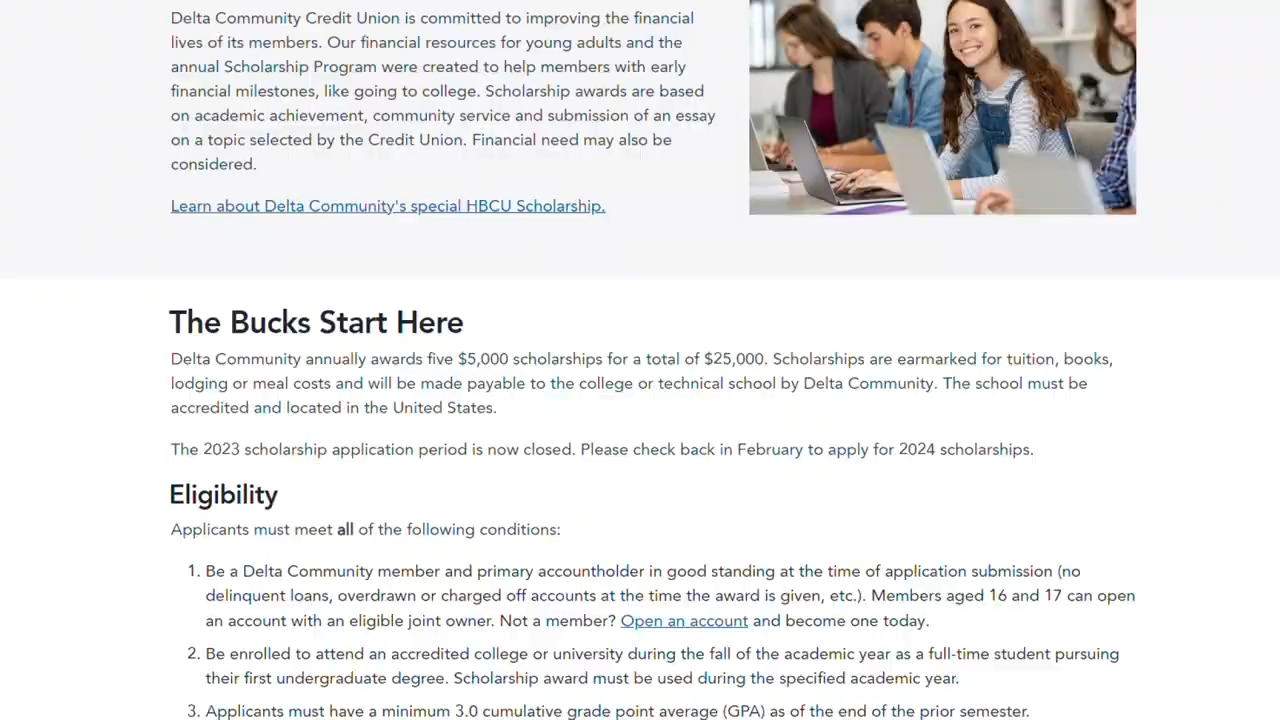 Delta Community Credit Union is committed to improving the financial
lives of its members. Our financial resources for young adults and the
annual Scholarship Program were created to help members with early
financial milestones, like going to college. Scholarship awards are based
on academic achievement, community service and submission of an essay
on a topic selected by the Credit Union. Financial need may also be
considered.
Learn about Delta Community's special HBCU Scholarship.
The Bucks Start Here
Delta Community annually awards five $5,000 scholarships for a total of $25,000. Scholarships are earmarked for tuition, books,
lodging or meal costs and will be made payable to the college or technical school by Delta Community. The school must be
accredited and located in the United States.
The 2023 scholarship application period is now closed. Please check back in February to apply for 2024 scholarships.
Eligibility
Applicants must meet all of the following conditions:
1. Be a Delta Community member and primary accountholder in good standing at the time of application submission (no
delinquent loans, overdrawn or charged off accounts at the time the award is given, etc.). Members aged 16 and 17 can open
an account with an eligible joint owner. Not a member? Open an account and become one today.
2. Be enrolled to attend an accredited college or university during the fall of the academic year as a full-time student pursuing
their first undergraduate degree. Scholarship award must be used during the specified academic year.
3. Applicants must have a minimum 3.0 cumulative grade point average (GPA) as of the end of the prior semester.